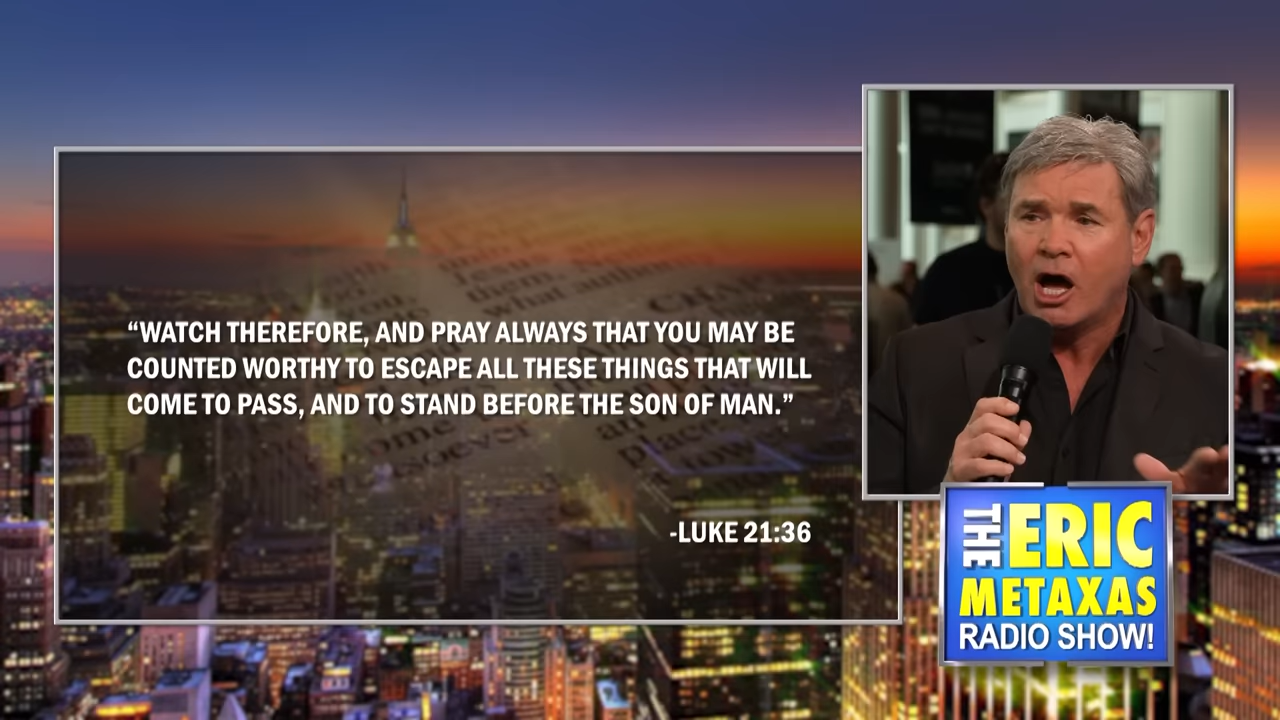 “WATCH THEREFORE, AND PRAY ALWAYS THAT YOU MAY BE
COUNTED WORTHY TO ESCAPE ALL THESE THINGS THAT WILL
COME TO PASS, AND TO STAND BEFORE THE SON OF MAN.”
-LUKE 21:36
THE
ERIC
METAXAS
RADIO SHOW!